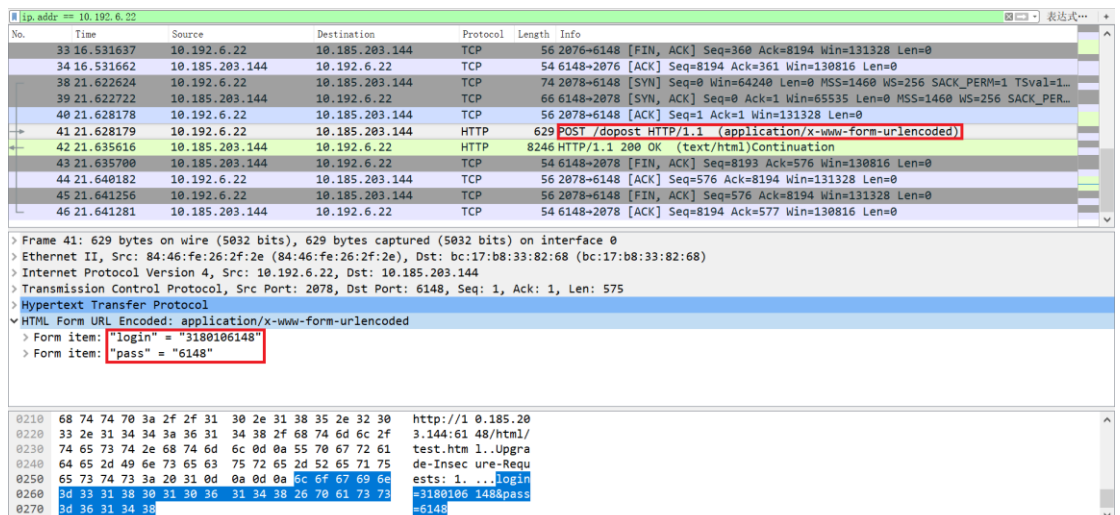 ip.addr == 10.192.6.22 表达式… +
No. Time Source Destination Protocol Length Info
33 16.531637 10.192.6.22 10.185.203.144 TCP 56 2076→6148 [FIN, ACK] Seq=360 Ack=8194 Win=131328 Len=0
34 16.531662 10.185.203.144 10.192.6.22 TCP 54 6148→2076 [ACK] Seq=8194 Ack=361 Win=130816 Len=0
38 21.622624 10.192.6.22 10.185.203.144 TCP 74 2078→6148 [SYN] Seq=0 Win=64240 Len=0 MSS=1460 WS=256 SACK_PERM=1 TSval=1…
39 21.622722 10.185.203.144 10.192.6.22 TCP 66 6148→2078 [SYN, ACK] Seq=0 Ack=1 Win=65535 Len=0 MSS=1460 WS=256 SACK_PER…
40 21.628178 10.192.6.22 10.185.203.144 TCP 56 2078→6148 [ACK] Seq=1 Ack=1 Win=131328 Len=0
41 21.628179 10.192.6.22 10.185.203.144 HTTP 629 POST /dopost HTTP/1.1 (application/x-www-form-urlencoded)
42 21.635616 10.185.203.144 10.192.6.22 HTTP 8246 HTTP/1.1 200 OK (text/html)Continuation
43 21.635700 10.185.203.144 10.192.6.22 TCP 54 6148→2078 [FIN, ACK] Seq=8193 Ack=576 Win=130816 Len=0
44 21.640182 10.192.6.22 10.185.203.144 TCP 56 2078→6148 [ACK] Seq=576 Ack=8194 Win=131328 Len=0
45 21.641256 10.192.6.22 10.185.203.144 TCP 56 2078→6148 [FIN, ACK] Seq=576 Ack=8194 Win=131328 Len=0
46 21.641281 10.185.203.144 10.192.6.22 TCP 54 6148→2078 [ACK] Seq=8194 Ack=577 Win=130816 Len=0
> Frame 41: 629 bytes on wire (5032 bits), 629 bytes captured (5032 bits) on interface 0
> Ethernet II, Src: 84:46:fe:26:2f:2e (84:46:fe:26:2f:2e), Dst: bc:17:b8:33:82:68 (bc:17:b8:33:82:68)
> Internet Protocol Version 4, Src: 10.192.6.22, Dst: 10.185.203.144
> Transmission Control Protocol, Src Port: 2078, Dst Port: 6148, Seq: 1, Ack: 1, Len: 575
> Hypertext Transfer Protocol
HTML Form URL Encoded: application/x-www-form-urlencoded
> Form item: "login" = "3180106148"
> Form item: "pass" = "6148"
0210 68 74 74 70 3a 2f 2f 31 30 2e 31 38 35 2e 32 30 http://1 0.185.20
0220 33 2e 31 34 34 3a 36 31 34 38 2f 68 74 6d 6c 2f 3.144:61 48/html/
0230 74 65 73 74 2e 68 74 6d 6c 0d 0a 55 70 67 72 61 test.htm l..Upgra
0240 64 65 2d 49 6e 73 65 63 75 72 65 2d 52 65 71 75 de-Insec ure-Requ
0250 65 73 74 73 3a 20 31 0d 0a 0d 0a 6c 6f 67 69 6e ests: 1. ...login
0260 3d 33 31 38 30 31 30 36 31 34 38 26 70 61 73 73 =3180106 148&pass
0270 3d 36 31 34 38 =6148